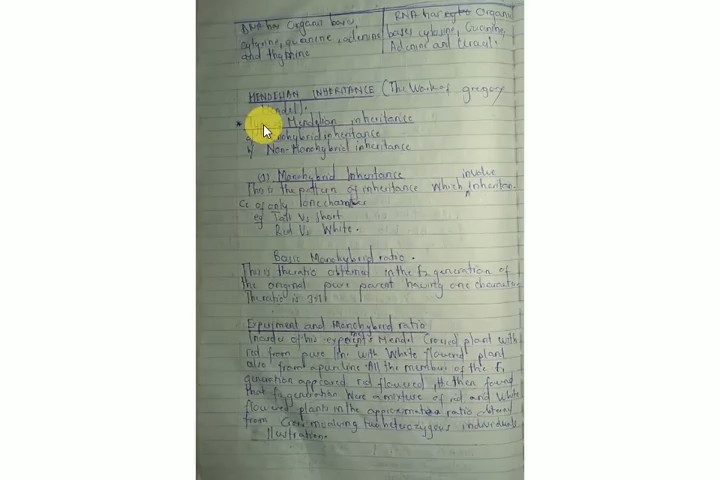 DNA has Organo bases
RNA has Organo
cytosine, guanine, adenine
bases cytosine, Guanine,
and thymine
Adenine and Uracil.
MENDELIAN INHERITANCE (The Work of gregory
Mendel).
* Mendelian inheritance
a) Monohybrid inheritance
b) Non-Monohybrid inheritance
(1) Monohybrid Inheritance
This is the pattern of inheritance Which involve inheritan-
ce of only 1 one character
eg Tall Vs Short
Red Vs White.
Basic Monohybrid ratio.
This is the ratio obtained in the F2 generation of
the original pure parent having one character
The ratio is 3:1
Experiment and Monohybrid ratio
In order of his experiments Mendel Crossed plant with
red from pure line with White flowered plant
also from a pureline. All the members of the F1
generation appeared red flowered. He then found
that F2 generation Were a mixture of red and White
flowered plants in the approximate ratio obtained
from Cross involving two heterozygous individuals
Illustration.